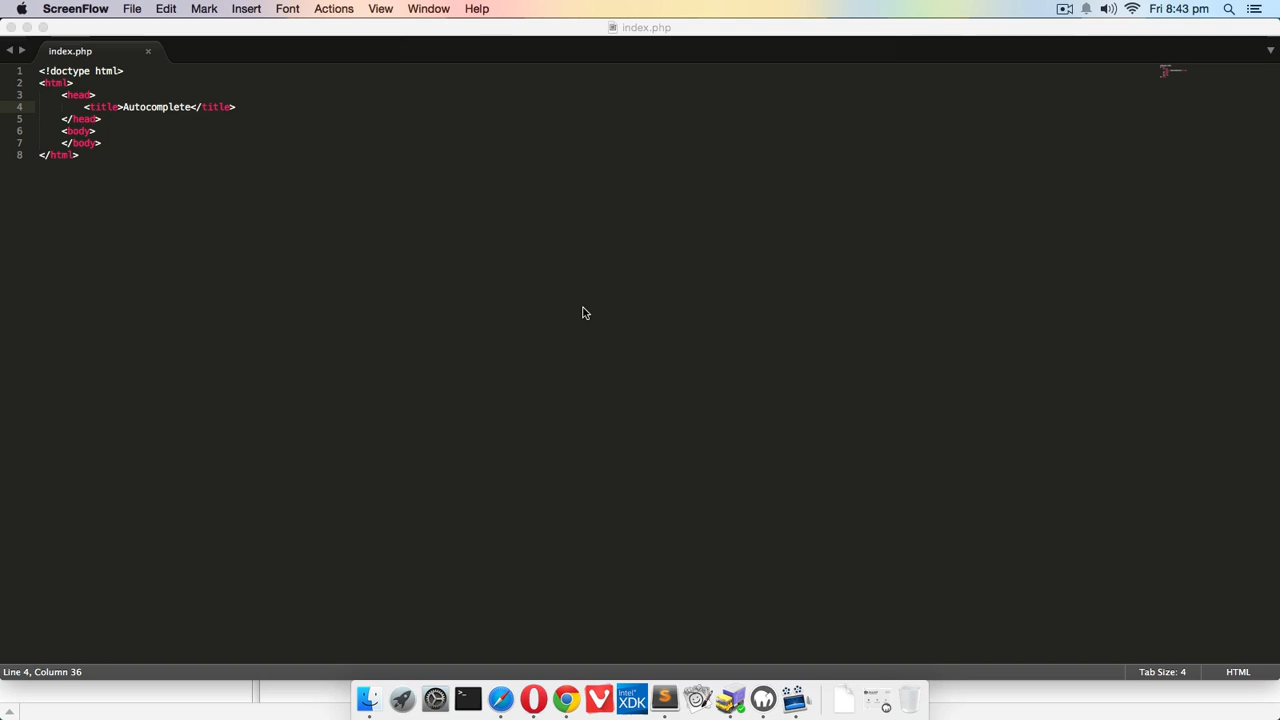 ScreenFlow File Edit Mark Insert Font Actions View Window Help Fri 8:43 pm
index.php
index.php
1 <!doctype html>
2 <html>
3 <head>
4 <title>Autocomplete</title>
5 </head>
6 <body>
7 </body>
8 </html>
Line 4, Column 36 Tab Size: 4 HTML
Intel XDK